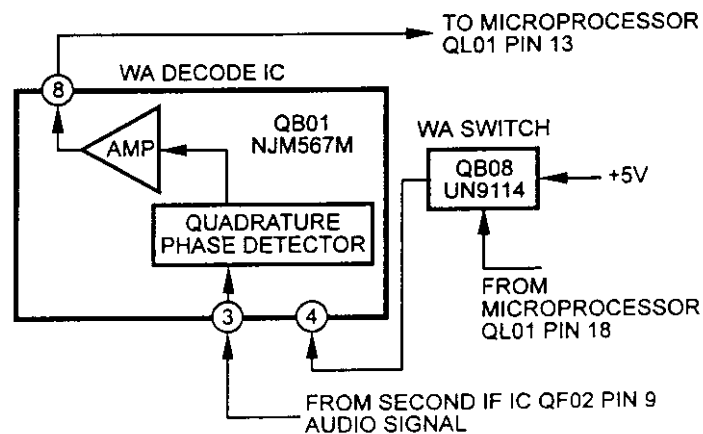 TO MICROPROCESSOR
QL01 PIN 13
WA DECODE IC
8
QB01
NJM567M
AMP
WA SWITCH
QB08
UN9114
+5V
QUADRATURE
PHASE DETECTOR
FROM
MICROPROCESSOR
QL01 PIN 18
3
4
FROM SECOND IF IC QF02 PIN 9
AUDIO SIGNAL